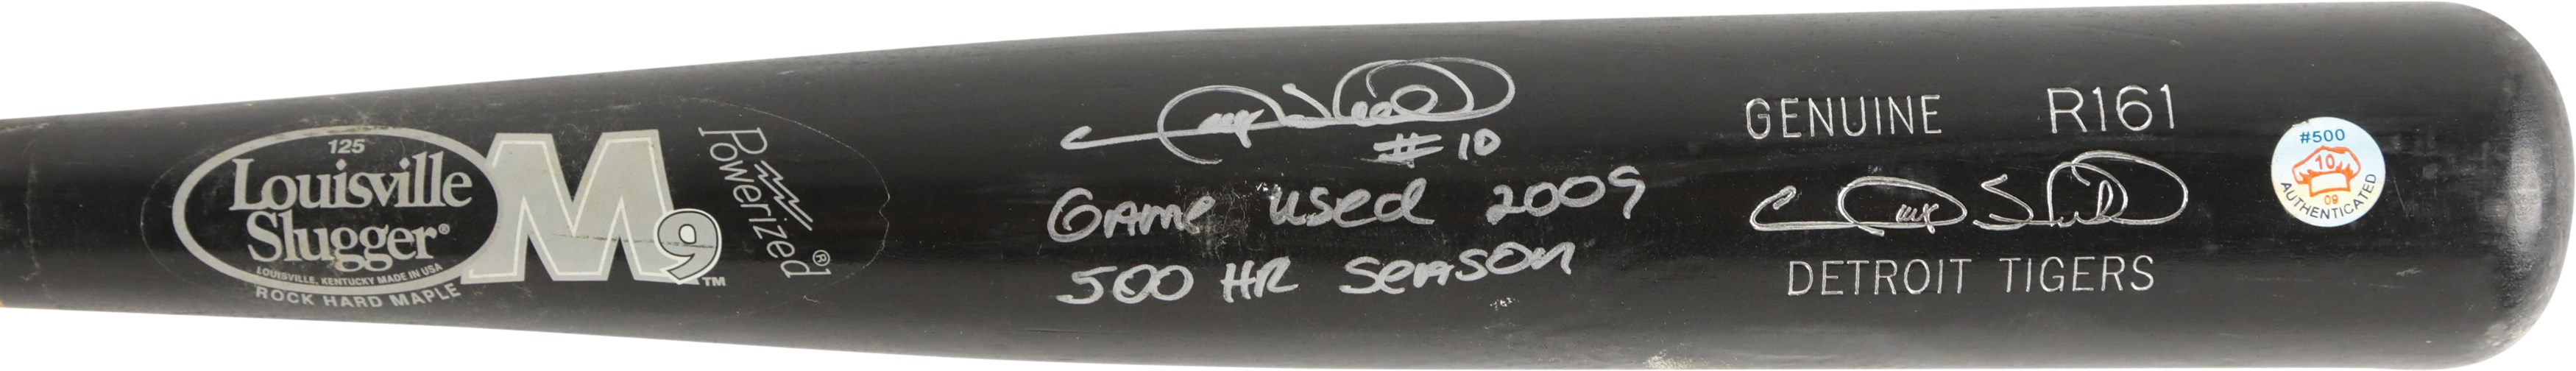 125
Louisville
Slugger®
LOUISVILLE, KENTUCKY MADE IN USA
ROCK HARD MAPLE
M9™
Powerized®
#10
GAme used 2009
500 HR SeASON
GENUINE R161
DETROIT TIGERS
#500
10
09
AUTHENTICATED